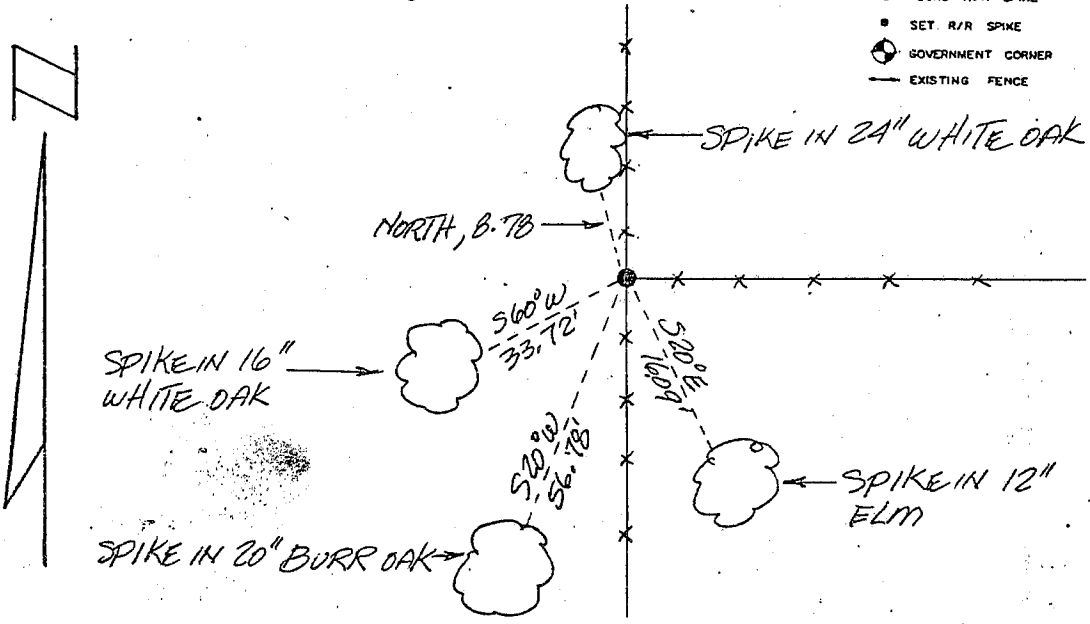 SET R/R SPIKE
GOVERNMENT CORNER
EXISTING FENCE
SPIKE IN 24" WHITE OAK
NORTH, 8.78
S60°W
33.72'
S20°E
16.09
SPIKE IN 16"
WHITE OAK
S20°W
56.78'
SPIKE IN 12"
ELM
SPIKE IN 20" BURR OAK
N